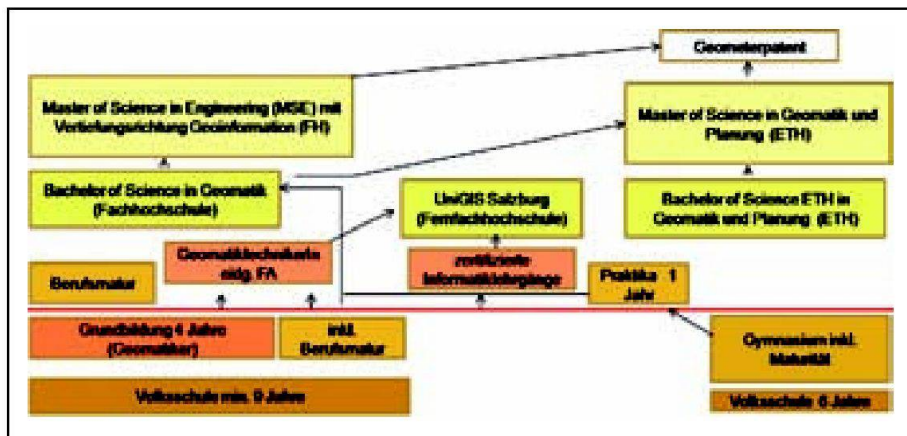 Geometerpatent
Master of Science in Engineering (MSE) mit
Vertiefungsrichtung Geoinformation (FH)
Master of Science in Geomatik und
Planung (ETH)
Bachelor of Science in Geomatik
(Fachhochschule)
UniGIS Salzburg
(Fernfachhochschule)
Bachelor of Science ETH in
Geomatik und Planung (ETH)
GeomatiktechnikerIn
eidg. FA
zertifizierte
Informatiklehrgänge
Berufsmatur
Praktika 1
Jahr
Grundbildung 4 Jahre
(Geomatiker)
inkl.
Berufsmatur
Gymnasium inkl.
Maturität
Volksschule min. 9 Jahre
Volksschule 6 Jahre